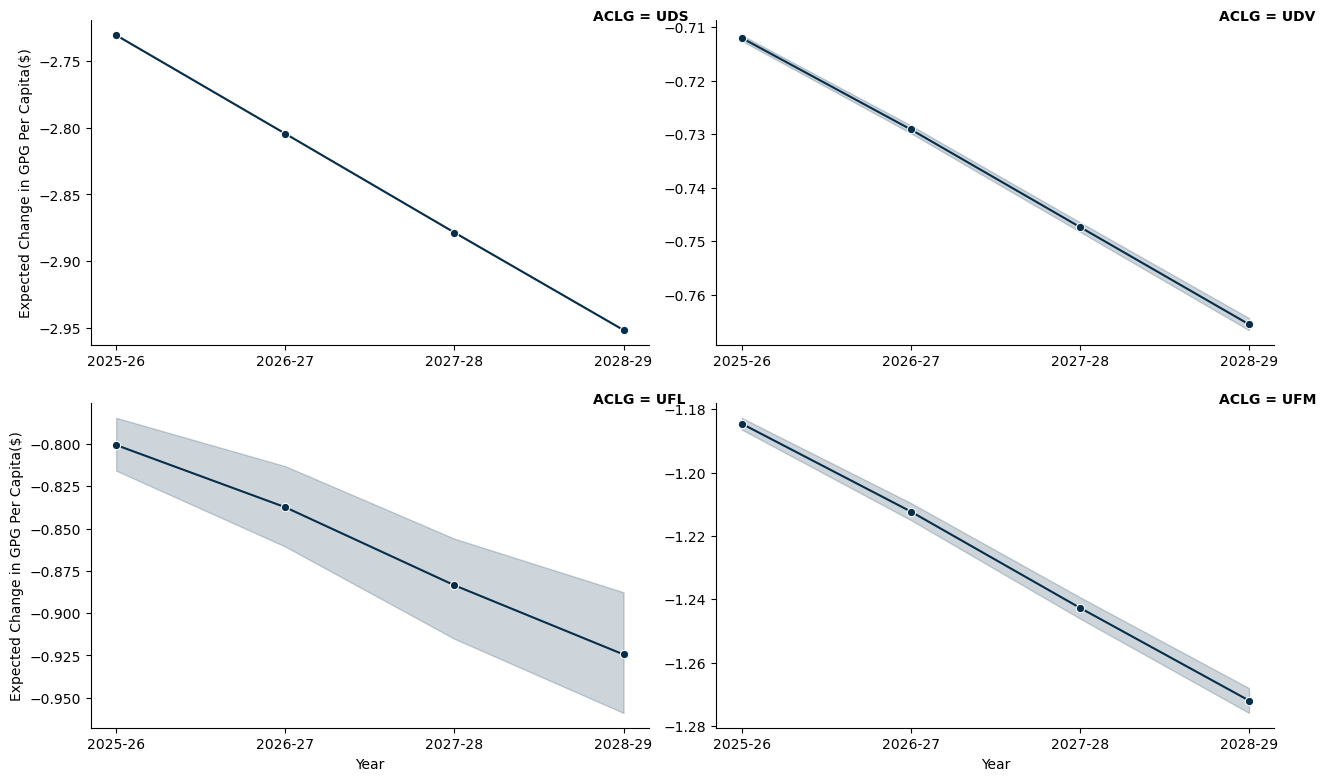 ACLG = UDS
Expected Change in GPG Per Capita($)
−2.75
−2.80
−2.85
−2.90
−2.95
2025-26 2026-27 2027-28 2028-29
ACLG = UDV
−0.71
−0.72
−0.73
−0.74
−0.75
−0.76
2025-26 2026-27 2027-28 2028-29
ACLG = UFL
Expected Change in GPG Per Capita($)
−0.800
−0.825
−0.850
−0.875
−0.900
−0.925
−0.950
2025-26 2026-27 2027-28 2028-29
Year
ACLG = UFM
−1.18
−1.20
−1.22
−1.24
−1.26
−1.28
2025-26 2026-27 2027-28 2028-29
Year